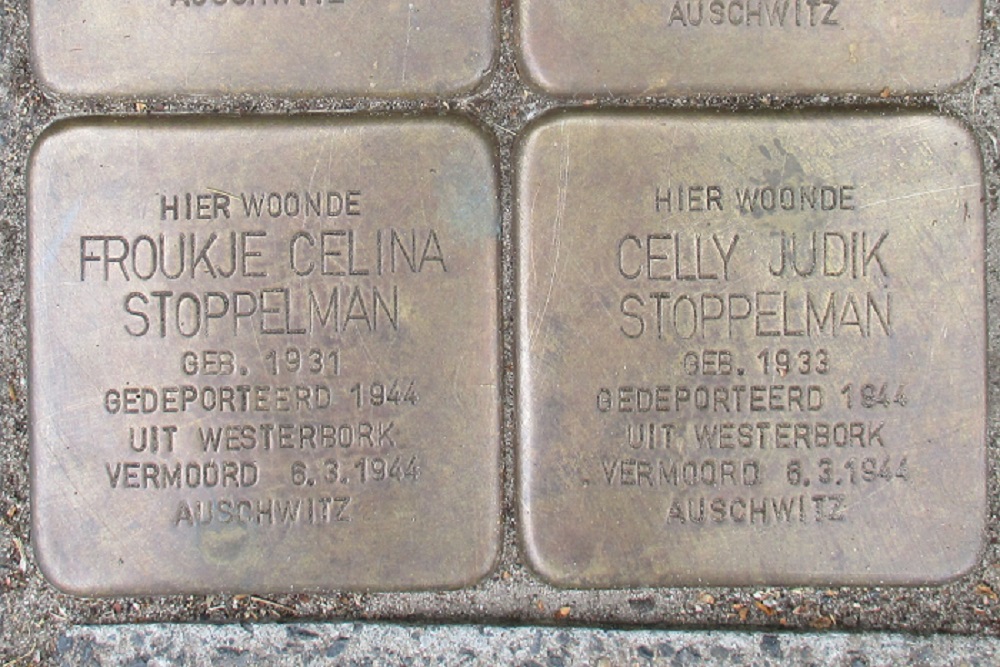 AUSCHWITZ
AUSCHWITZ
HIER WOONDE
FROUKJE CELINA
STOPPELMAN
GEB. 1931
GEDEPORTEERD 1944
UIT WESTERBORK
VERMOORD 6.3.1944
AUSCHWITZ
HIER WOONDE
CELLY JUDIK
STOPPELMAN
GEB. 1933
GEDEPORTEERD 1944
UIT WESTERBORK
VERMOORD 6.3.1944
AUSCHWITZ